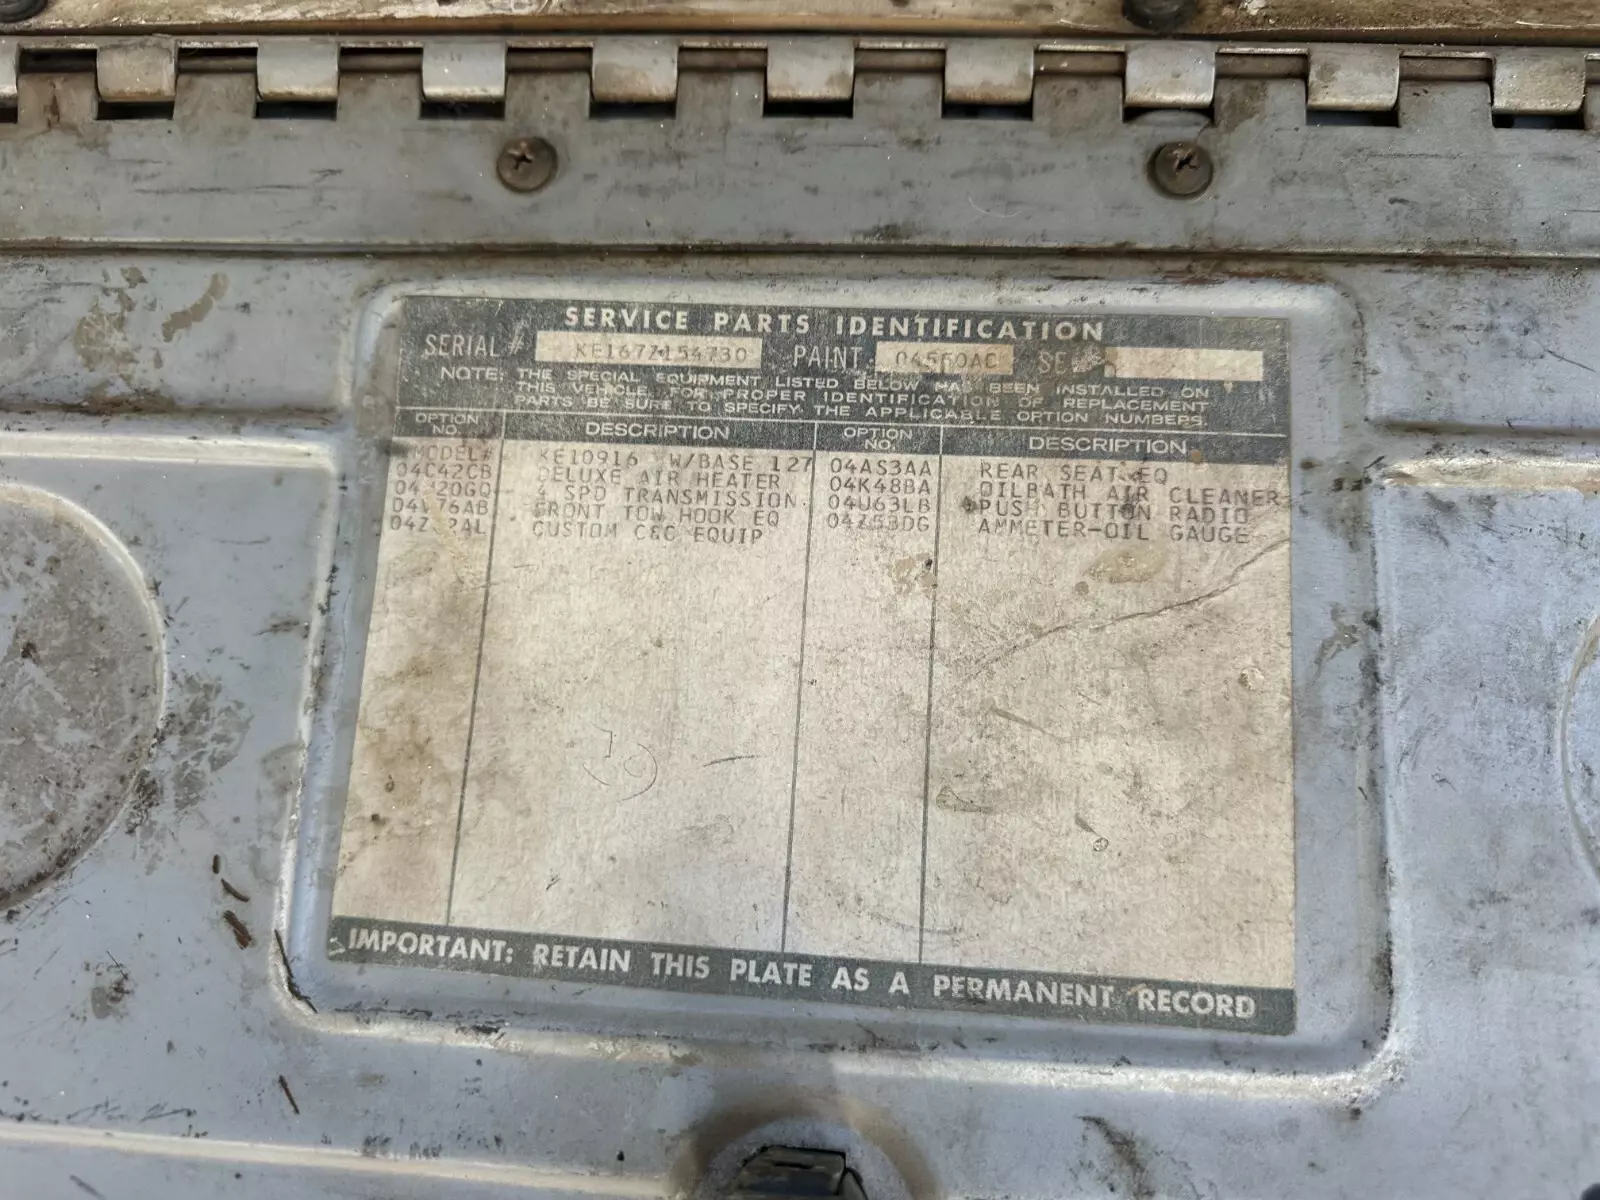 SERVICE PARTS IDENTIFICATION
SERIAL # KE167Z154730 PAINT 04550AC
NOTE: THE SPECIAL EQUIPMENT LISTED BELOW HAS BEEN INSTALLED ON
THIS VEHICLE. FOR PROPER IDENTIFICATION OF REPLACEMENT
PARTS BE SURE TO SPECIFY THE APPLICABLE OPTION NUMBERS.
OPTION NO. DESCRIPTION OPTION NO. DESCRIPTION
MODEL# KE10916 W/BASE 127 04AS3AA REAR SEAT EQ
04C42CB DELUXE AIR HEATER 04K48BA OILBATH AIR CLEANER
4 SPD TRANSMISSION 04U63LB PUSH BUTTON RADIO
04V76AB FRONT TOW HOOK EQ 04Z53DG AMMETER-OIL GAUGE
CUSTOM C&C EQUIP
IMPORTANT: RETAIN THIS PLATE AS A PERMANENT RECORD